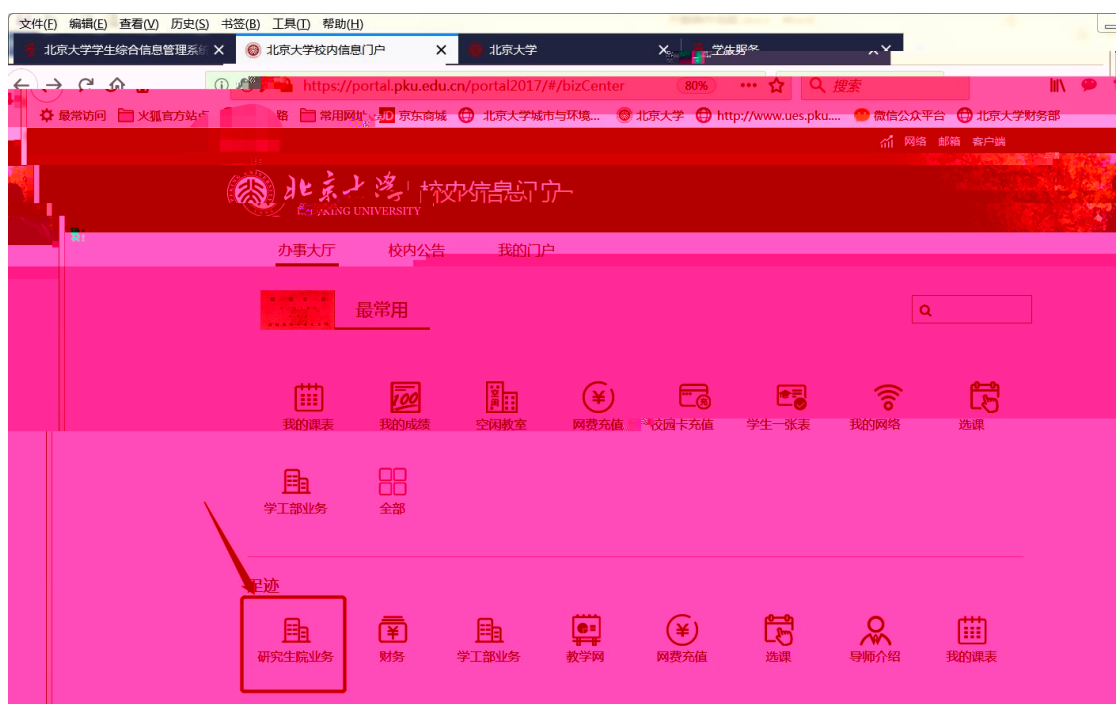 文件(F) 编辑(E) 查看(V) 历史(S) 书签(B) 工具(T) 帮助(H)
北京大学学生综合信息管理系 北京大学校内信息门户 北京大学
https://portal.pku.edu.cn/portal2017/#/bizCenter 80% 搜索
最常访问 火狐官方站点 路 常用网址 JD 京东商城 北京大学城市与环境... 北京大学 http://www.ues.pku.... 微信公众平台 北京大学财务部
网络 邮箱 客户端
北京大学 校内信息门户
UNIVERSITY
办事大厅 校内公告 我的门户
最常用
100 空闲
我的课表 我的成绩 空闲教室 网费充值 校园卡充值 学生一张表 我的网络 选课
学工部业务 全部
足迹
研究生院业务 财务 学工部业务 教学网 网费充值 选课 导师介绍 我的课表